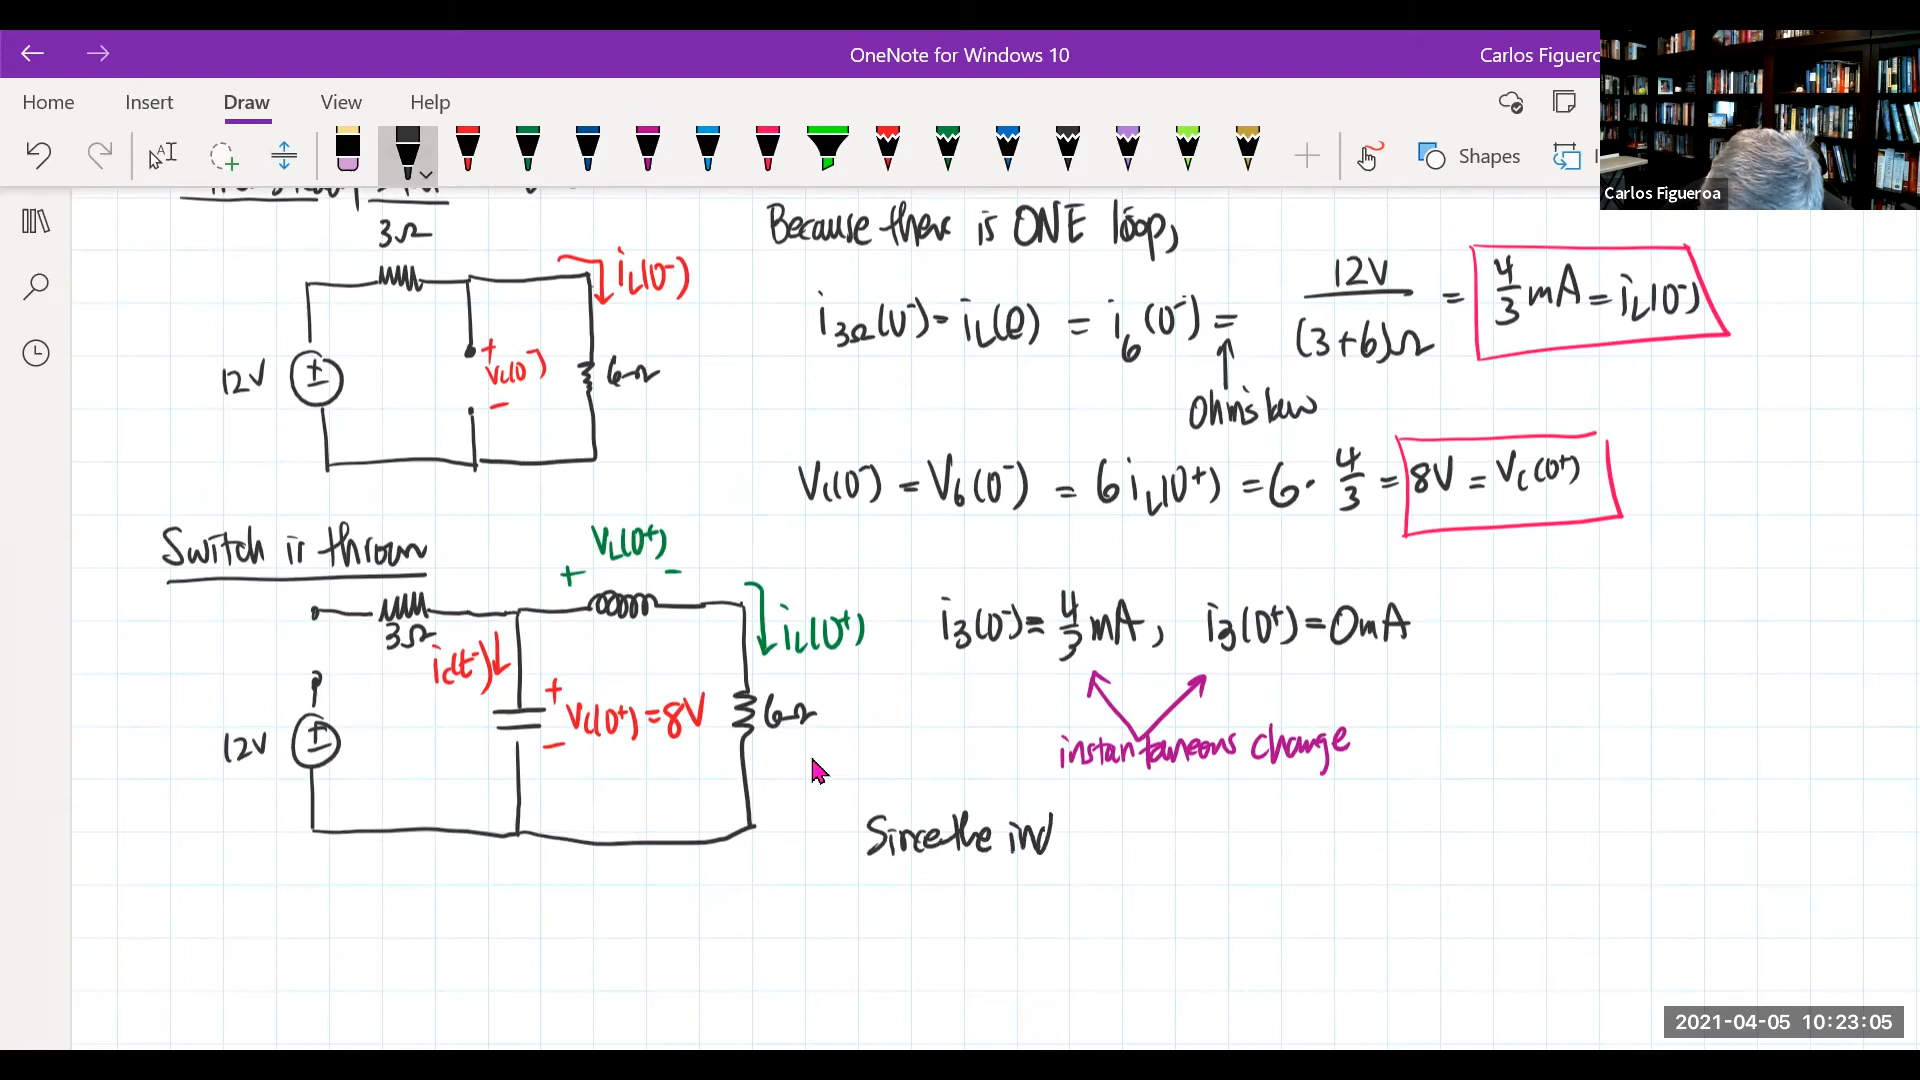 OneNote for Windows 10
Carlos Figueroa
Home Insert Draw View Help
Shapes
Carlos Figueroa
3Ω
Because there is ONE loop,
iL(0⁻)
12V
+
Vc(0⁻)
−
6Ω
i3Ω(0⁻) = iL(0) = i6(0⁻) = 12V / (3+6)Ω = 4/3 mA = iL(0⁻)
Ohm's law
Vc(0⁻) = V6(0⁻) = 6 iL(0⁺) = 6 · 4/3 = 8V = Vc(0⁺)
Switch is thrown
VL(0⁺)
+ −
3Ω
iL(0⁺)
i3(0⁻) = 4/3 mA, i3(0⁺) = 0mA
ic(t⁻)
+
Vc(0⁺) = 8V
−
6Ω
12V
instantaneous change
Since the ind
2021-04-05 10:23:05